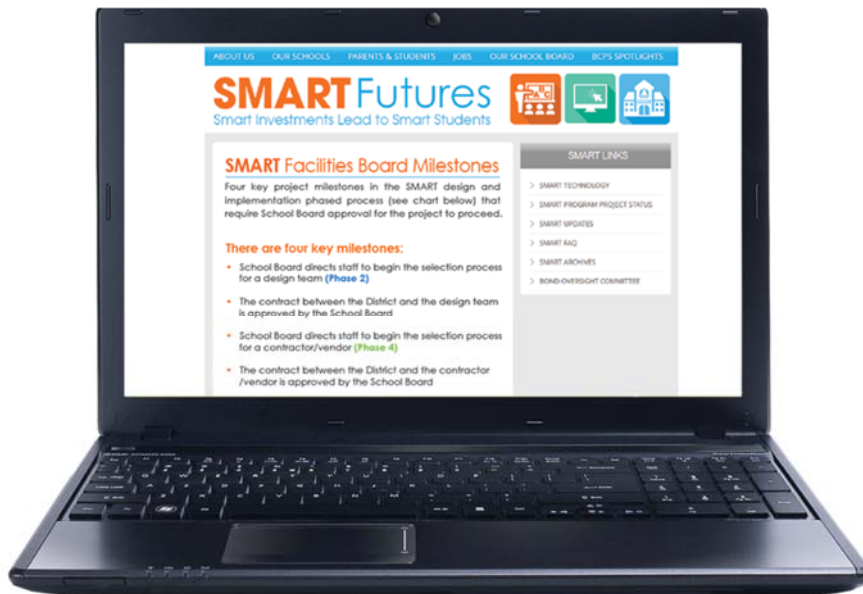 ABOUT US OUR SCHOOLS PARENTS & STUDENTS JOBS OUR SCHOOL BOARD BCPS SPOTLIGHTS
SMART Futures
Smart Investments Lead to Smart Students
SMART Facilities Board Milestones
Four key project milestones in the SMART design and
implementation phased process (see chart below) that
require School Board approval for the project to proceed.
There are four key milestones:
• School Board directs staff to begin the selection process
for a design team (Phase 2)
• The contract between the District and the design team
is approved by the School Board
• School Board directs staff to begin the selection process
for a contractor/vendor (Phase 4)
• The contract between the District and the contractor
/vendor is approved by the School Board
SMART LINKS
> SMART TECHNOLOGY
> SMART PROGRAM PROJECT STATUS
> SMART UPDATES
> SMART FAQ
> SMART ARCHIVES
> BOND OVERSIGHT COMMITTEE